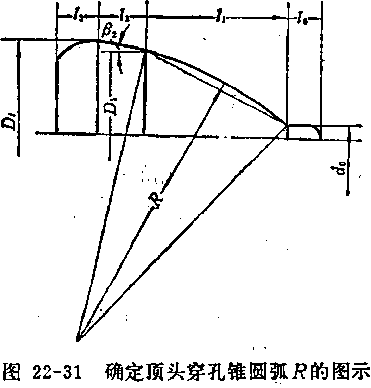 l₃ l₂ l₁ l₀
β₂
D₂
D₁
R
d₀
图 22-31 确定顶头穿孔锥圆弧R的图示